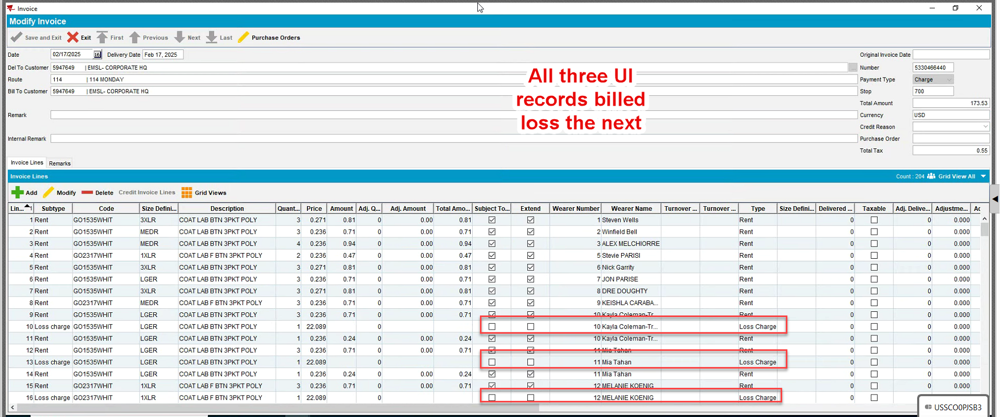 Invoice
Modify Invoice
Save and Exit Exit First Previous Next Last Purchase Orders
Date 02/17/2025 16 Delivery Date Feb 17, 2025 Original Invoice Date
Del To Customer 5947649 | EMSL- CORPORATE HQ ... Number 5330466440
Route 114 | 114 MONDAY Payment Type Charge
Bill To Customer 5947649 | EMSL- CORPORATE HQ Stop 700
All three UI
records billed
loss the next
Total Amount 173.53
Remark Currency USD
Credit Reason
Internal Remark Purchase Order
Total Tax 0.55
Invoice Lines Remarks
Invoice Lines Count : 204 Grid View All
Add Modify Delete Credit Invoice Lines Grid Views
Lin... 1 Subtype Code Size Defini... Description Quant... Price Amount Adj. Q... Adj. Amount Total Amo... Subject To... Extend Wearer Number Wearer Name Turnover ... Turnover ... Type Size Defini... Delivered ... Taxable Adj. Delive... Adjustme... Ad
1 Rent GO1535WHIT 3XLR COAT LAB BTN 3PKT POLY 3 0.271 0.81 0 0.00 0.81 1 Steven Wells Rent 0 0 0.000
2 Rent GO1535WHIT MEDR COAT LAB BTN 3PKT POLY 3 0.236 0.71 0 0.00 0.71 2 Winfield Bell Rent 0 0 0.000
3 Rent GO1535WHIT MEDR COAT LAB BTN 3PKT POLY 4 0.236 0.94 0 0.00 0.94 3 ALEX MELCHIORRE Rent 0 0 0.000
4 Rent GO2317WHIT 1XLR COAT LAB F BTN 3PKT POLY 2 0.236 0.47 0 0.00 0.47 5 Stevie PARISI Rent 0 0 0.000
5 Rent GO1535WHIT 3XLR COAT LAB BTN 3PKT POLY 3 0.271 0.81 0 0.00 0.81 6 Nick Garrity Rent 0 0 0.000
6 Rent GO1535WHIT LGER COAT LAB BTN 3PKT POLY 3 0.236 0.71 0 0.00 0.71 7 JON PARISE Rent 0 0 0.000
7 Rent GO1535WHIT 3XLR COAT LAB BTN 3PKT POLY 3 0.271 0.81 0 0.00 0.81 8 DRE DOUGHTY Rent 0 0 0.000
8 Rent GO2317WHIT MEDR COAT LAB F BTN 3PKT POLY 3 0.236 0.71 0 0.00 0.71 9 KEISHLA CARABA... Rent 0 0 0.000
9 Rent GO1535WHIT LGER COAT LAB BTN 3PKT POLY 3 0.236 0.71 0 0.00 0.71 10 Kayla Coleman-Tr... Rent 0 0 0.000
10 Loss charge GO1535WHIT LGER COAT LAB BTN 3PKT POLY 1 22.089 0 10 Kayla Coleman-Tr... Loss Charge 0 0 0.000
11 Rent GO1535WHIT LGER COAT LAB BTN 3PKT POLY 1 0.236 0.24 0 0.00 0.24 10 Kayla Coleman-Tr... Rent 0 0 0.000
12 Rent GO1535WHIT LGER COAT LAB BTN 3PKT POLY 3 0.236 0.71 0 0.00 0.71 11 Mia Tahan Rent 0 0 0.000
13 Loss charge GO1535WHIT LGER COAT LAB BTN 3PKT POLY 1 22.089 0 11 Mia Tahan Loss Charge 0 0 0.000
14 Rent GO1535WHIT LGER COAT LAB BTN 3PKT POLY 1 0.236 0.24 0 0.00 0.24 11 Mia Tahan Rent 0 0 0.000
15 Rent GO2317WHIT 1XLR COAT LAB F BTN 3PKT POLY 3 0.236 0.71 0 0.00 0.71 12 MELANIE KOENIG Rent 0 0 0.000
16 Loss charge GO2317WHIT 1XLR COAT LAB F BTN 3PKT POLY 1 22.089 0 12 MELANIE KOENIG Loss Charge 0 0 0.000
USSCO0PJSB3